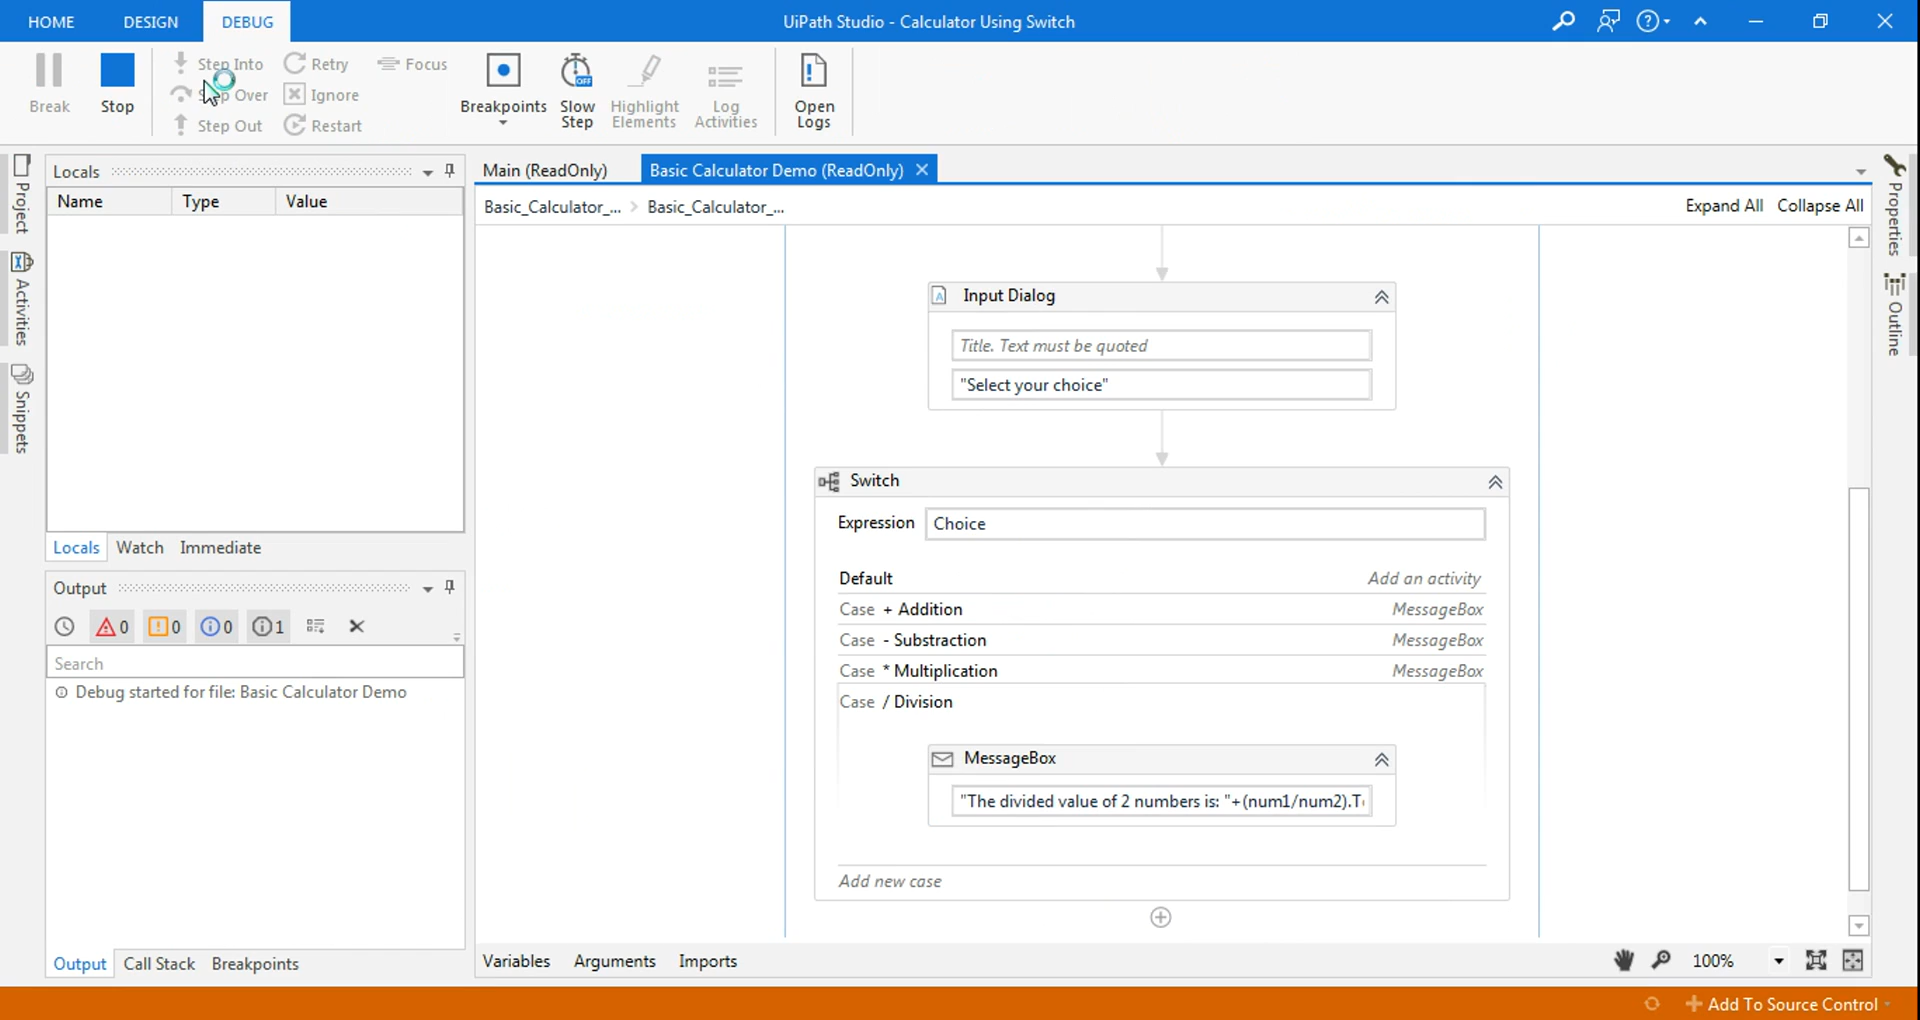 HOME DESIGN DEBUG UiPath Studio - Calculator Using Switch
Break Stop Step Into Step Over Step Out Retry Ignore Restart Focus Breakpoints Slow Step Highlight Elements Log Activities Open Logs
Project
Activities
Snippets
Locals
Name Type Value
Locals Watch Immediate
Output
0 0 0 1
Search
Debug started for file: Basic Calculator Demo
Output Call Stack Breakpoints
Main (ReadOnly) Basic Calculator Demo (ReadOnly)
Basic_Calculator_... > Basic_Calculator_... Expand All Collapse All
Input Dialog
Title. Text must be quoted
"Select your choice"
Switch
Expression Choice
Default Add an activity
Case + Addition MessageBox
Case - Substraction MessageBox
Case * Multiplication MessageBox
Case / Division
MessageBox
"The divided value of 2 numbers is: "+(num1/num2).T
Add new case
Variables Arguments Imports 100%
Properties
Outline
Add To Source Control